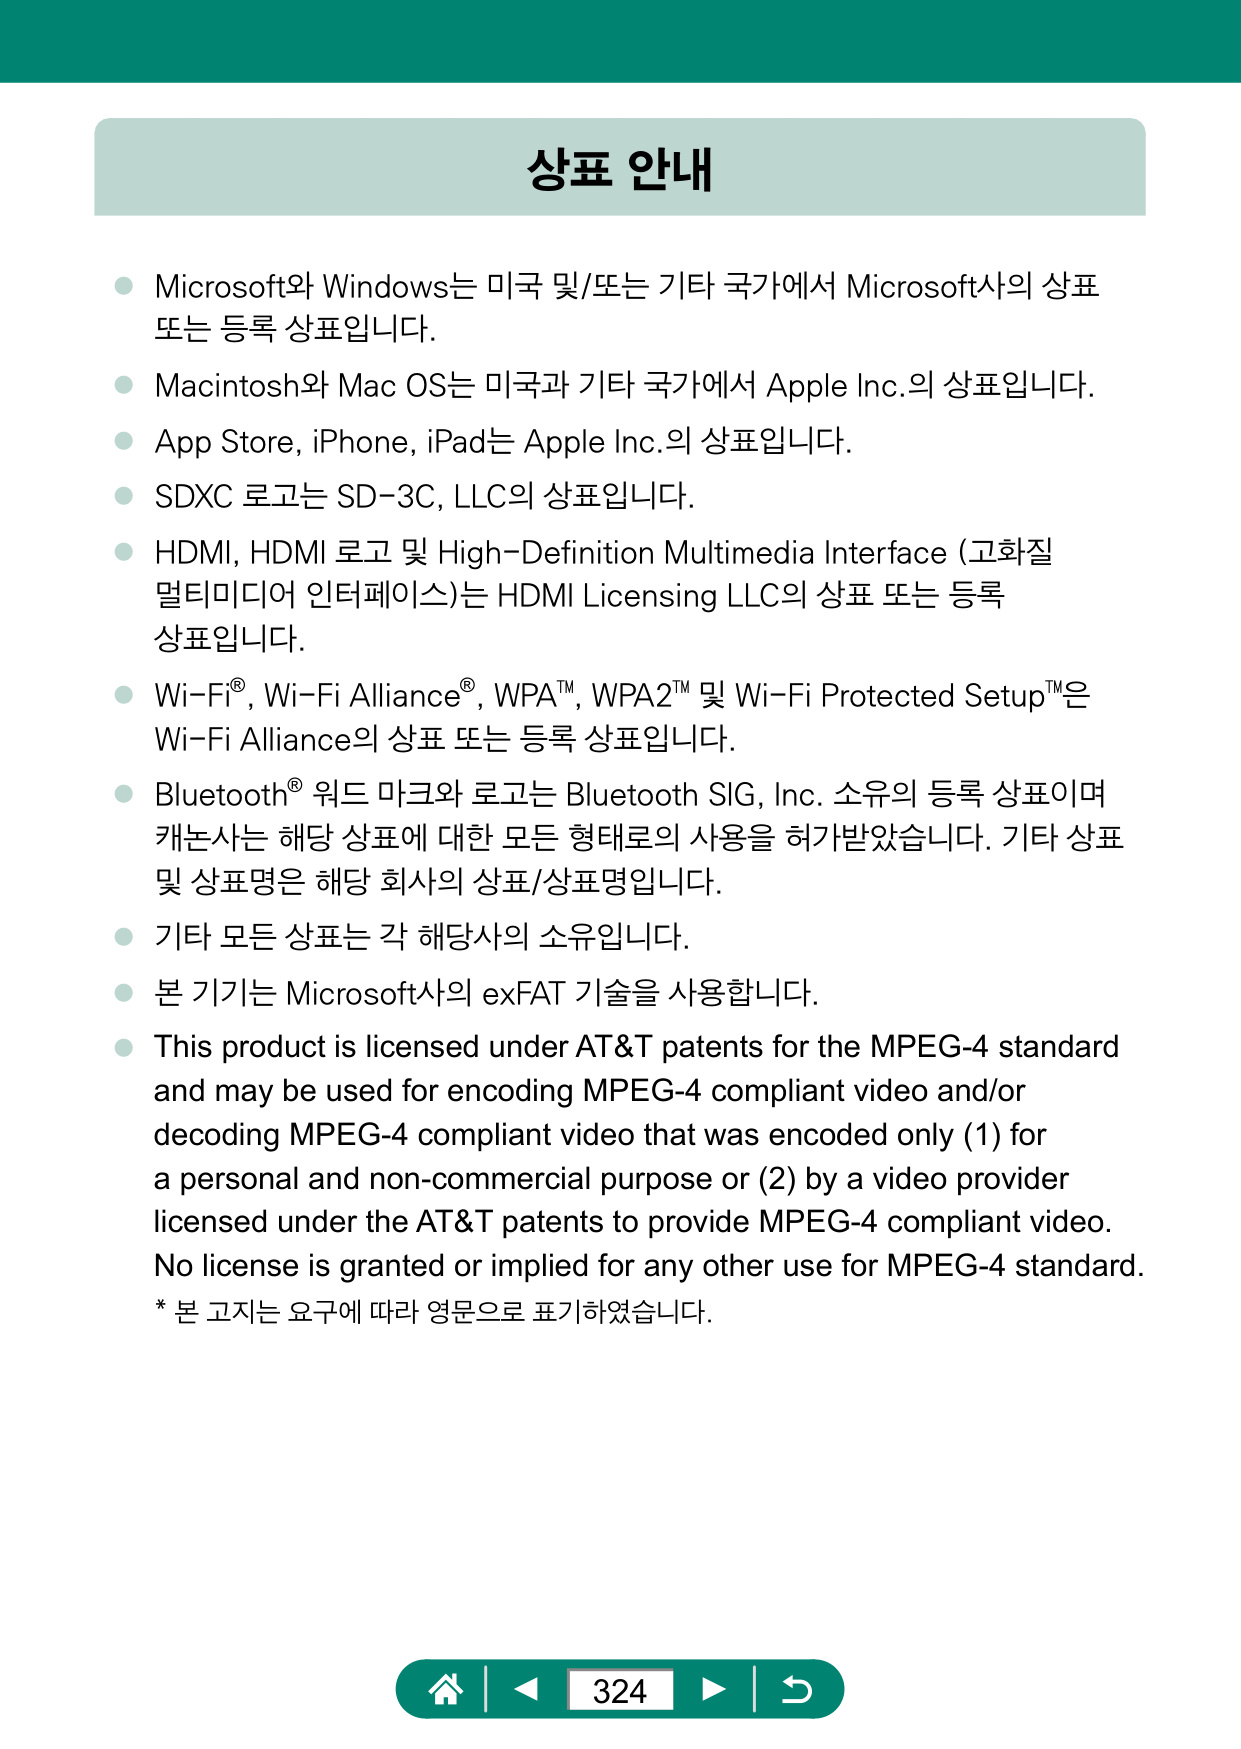 상표 안내
Microsoft와 Windows는 미국 및/또는 기타 국가에서 Microsoft사의 상표
또는 등록 상표입니다.
Macintosh와 Mac OS는 미국과 기타 국가에서 Apple Inc.의 상표입니다.
App Store, iPhone, iPad는 Apple Inc.의 상표입니다.
SDXC 로고는 SD-3C, LLC의 상표입니다.
HDMI, HDMI 로고 및 High-Definition Multimedia Interface (고화질
멀티미디어 인터페이스)는 HDMI Licensing LLC의 상표 또는 등록
상표입니다.
Wi-Fi®, Wi-Fi Alliance®, WPA™, WPA2™ 및 Wi-Fi Protected Setup™은
Wi-Fi Alliance의 상표 또는 등록 상표입니다.
Bluetooth® 워드 마크와 로고는 Bluetooth SIG, Inc. 소유의 등록 상표이며
캐논사는 해당 상표에 대한 모든 형태로의 사용을 허가받았습니다. 기타 상표
및 상표명은 해당 회사의 상표/상표명입니다.
기타 모든 상표는 각 해당사의 소유입니다.
본 기기는 Microsoft사의 exFAT 기술을 사용합니다.
This product is licensed under AT&T patents for the MPEG-4 standard
and may be used for encoding MPEG-4 compliant video and/or
decoding MPEG-4 compliant video that was encoded only (1) for
a personal and non-commercial purpose or (2) by a video provider
licensed under the AT&T patents to provide MPEG-4 compliant video.
No license is granted or implied for any other use for MPEG-4 standard.
* 본 고지는 요구에 따라 영문으로 표기하였습니다.
324